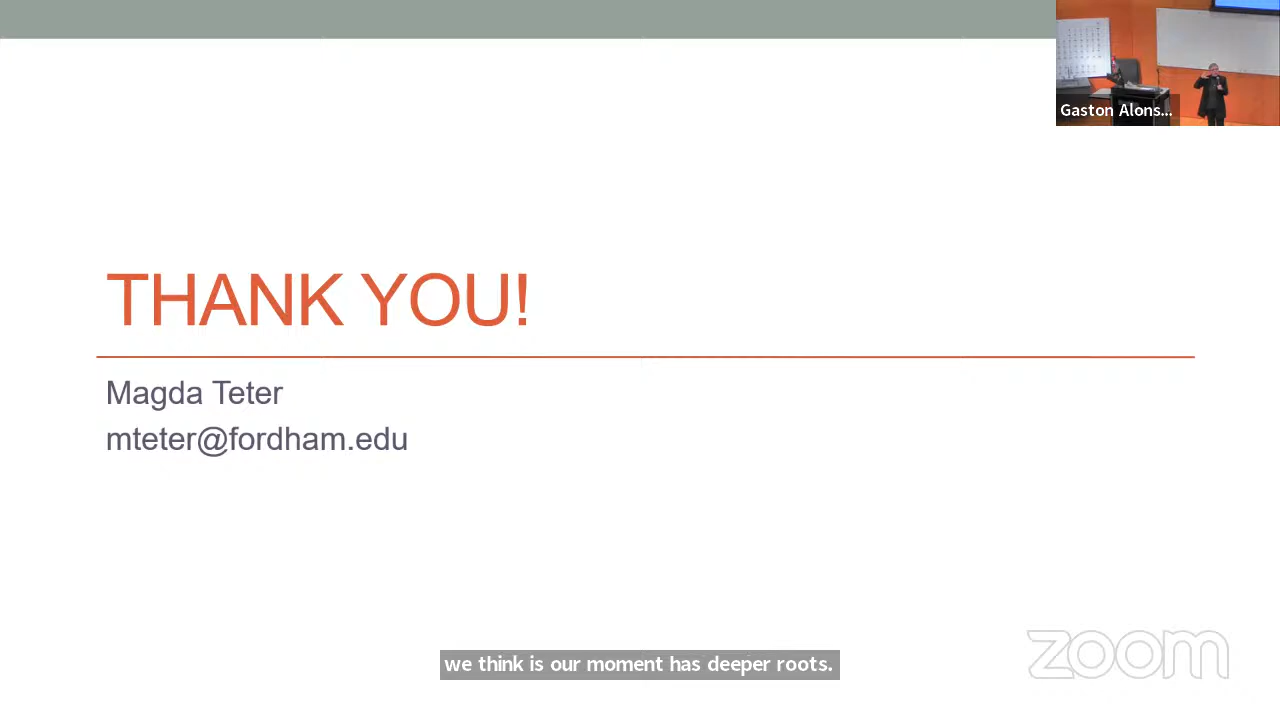 Gaston Alons...
THANK YOU!
Magda Teter
mteter@fordham.edu
we think is our moment has deeper roots.
zoom